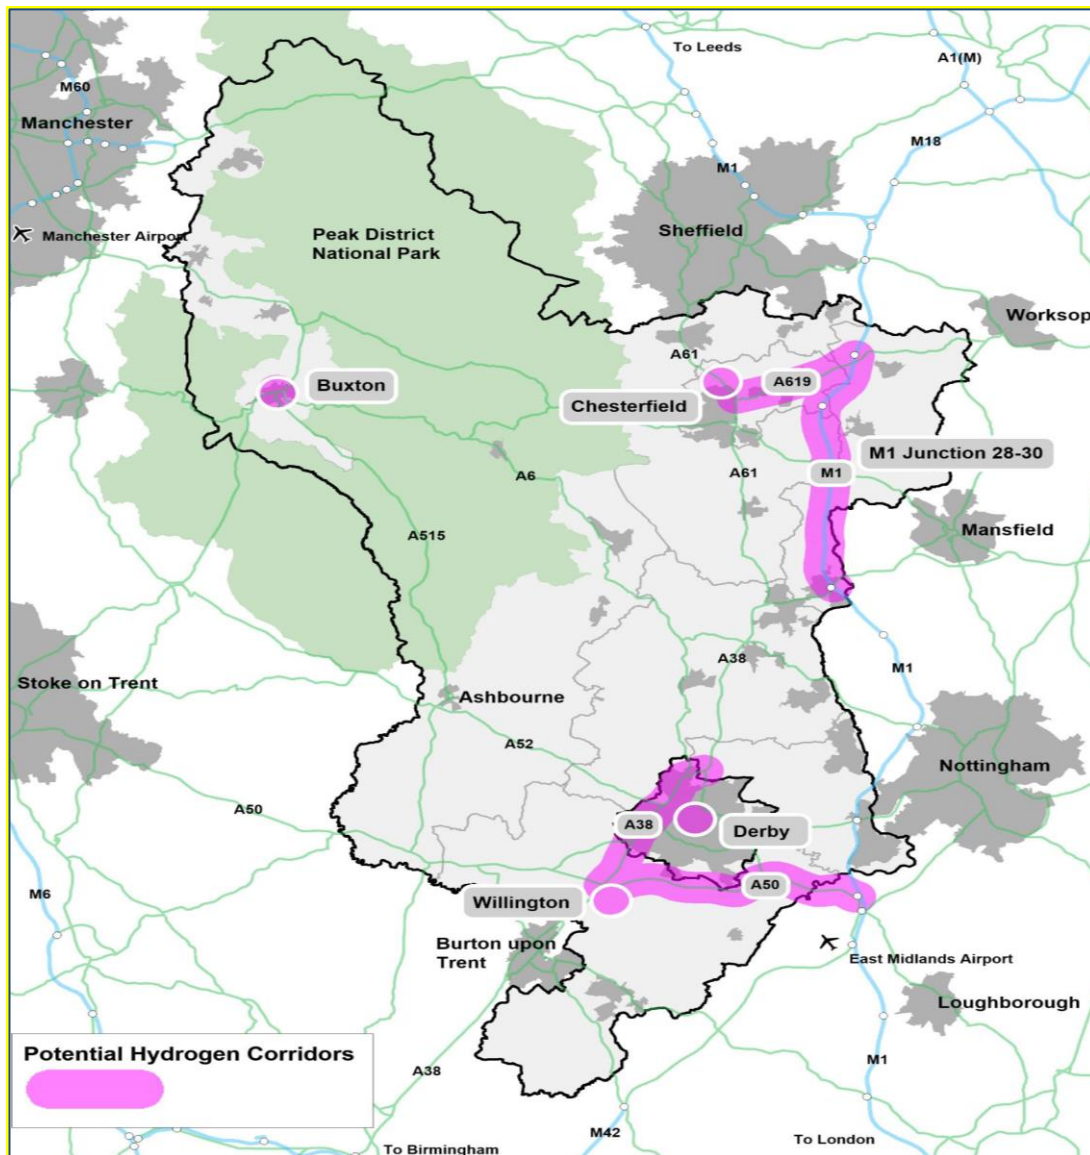 To Leeds
A1(M)
M60
Manchester
M18
M1
Manchester Airport
Peak District
National Park
Sheffield
Worksop
A61
Buxton
A619
Chesterfield
M1 Junction 28-30
A6
A61
M1
A515
Mansfield
M1
A38
Stoke on Trent
Ashbourne
A52
Nottingham
A50
A38
Derby
A50
M6
Willington
Burton upon
Trent
East Midlands Airport
Loughborough
Potential Hydrogen Corridors
A38
M1
M42
To Birmingham
To London